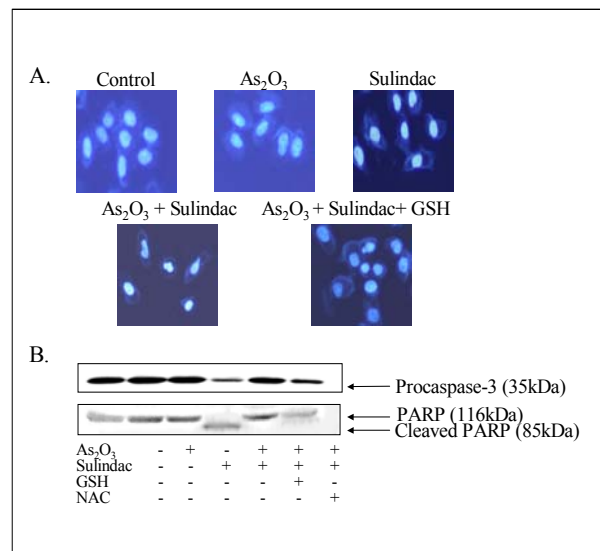 A.
Control
As₂O₃
Sulindac
As₂O₃ + Sulindac
As₂O₃ + Sulindac+ GSH
B.
Procaspase-3 (35kDa)
PARP (116kDa)
Cleaved PARP (85kDa)
As₂O₃ - + - + + +
Sulindac - - + + + +
GSH - - - - + -
NAC - - - - - +